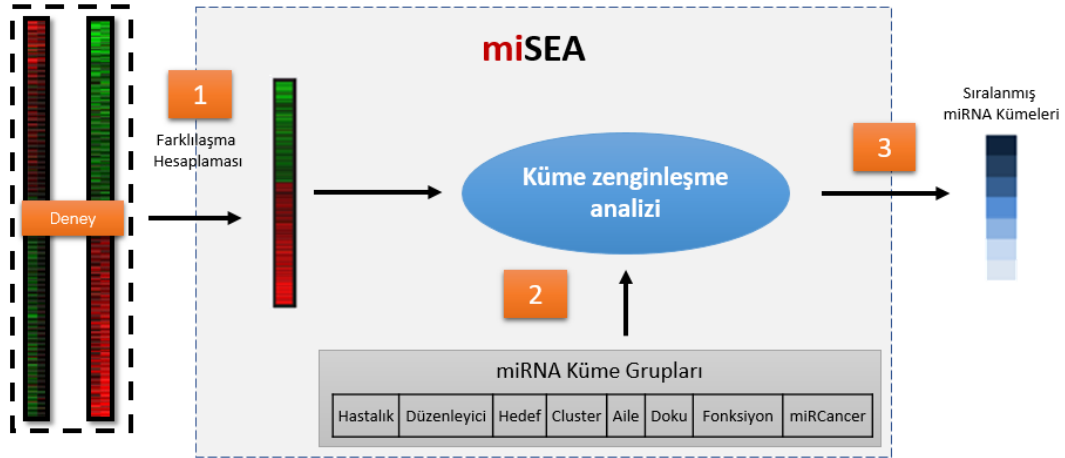 miSEA
1
Farklılaşma
Hesaplaması
Deney
Küme zenginleşme
analizi
2
3
Sıralanmış
miRNA Kümeleri
miRNA Küme Grupları
Hastalık Düzenleyici Hedef Cluster Aile Doku Fonksiyon miRCancer